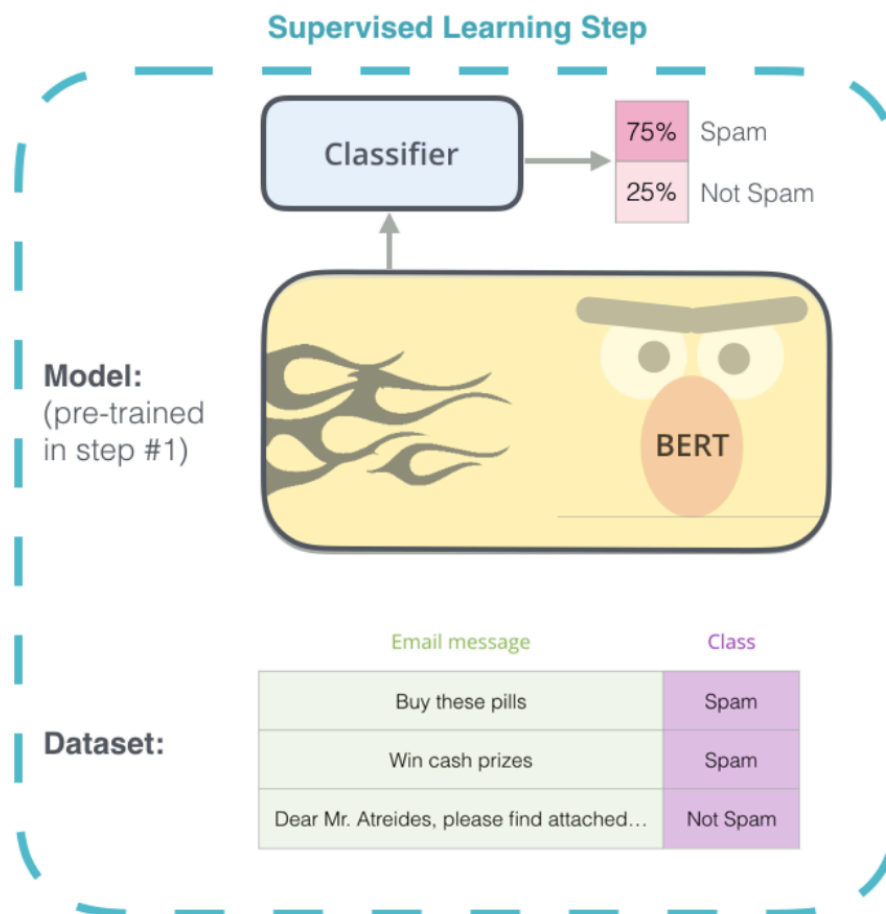 Supervised Learning Step
Classifier
75% Spam
25% Not Spam
Model:
(pre-trained
in step #1)
BERT
Email message Class
Buy these pills Spam
Dataset:
Win cash prizes Spam
Dear Mr. Atreides, please find attached... Not Spam